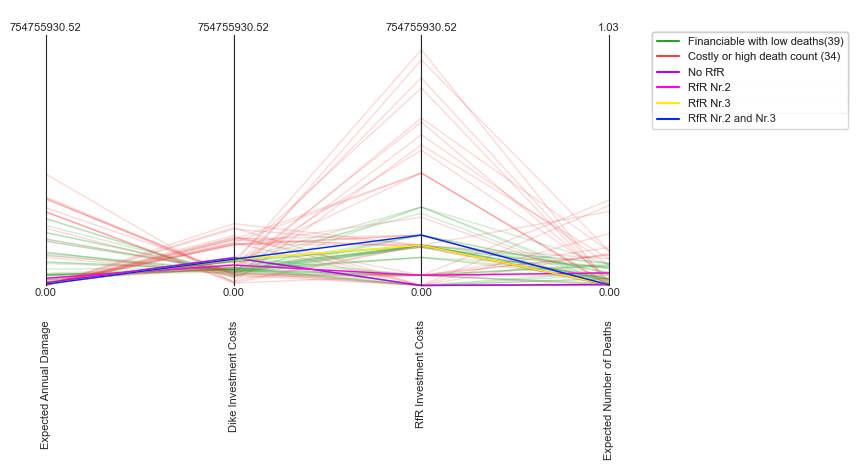 754755930.52 754755930.52 754755930.52 1.03
Financiable with low deaths(39)
Costly or high death count (34)
No RfR
RfR Nr.2
RfR Nr.3
RfR Nr.2 and Nr.3
0.00 0.00 0.00 0.00
Expected Annual Damage
Dike Investment Costs
RfR Investment Costs
Expected Number of Deaths